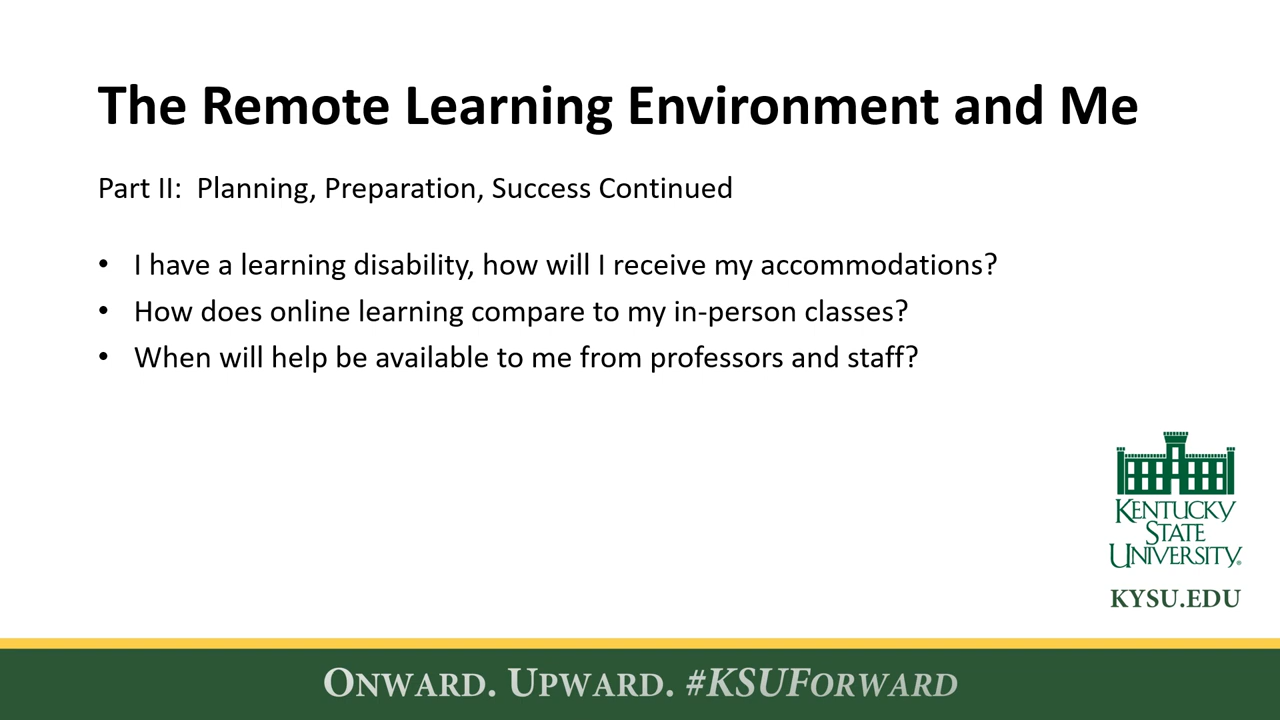 The Remote Learning Environment and Me
Part II:  Planning, Preparation, Success Continued
• I have a learning disability, how will I receive my accommodations?
• How does online learning compare to my in-person classes?
• When will help be available to me from professors and staff?
KENTUCKY
STATE
UNIVERSITY®
KYSU.EDU
ONWARD. UPWARD. #KSUFORWARD